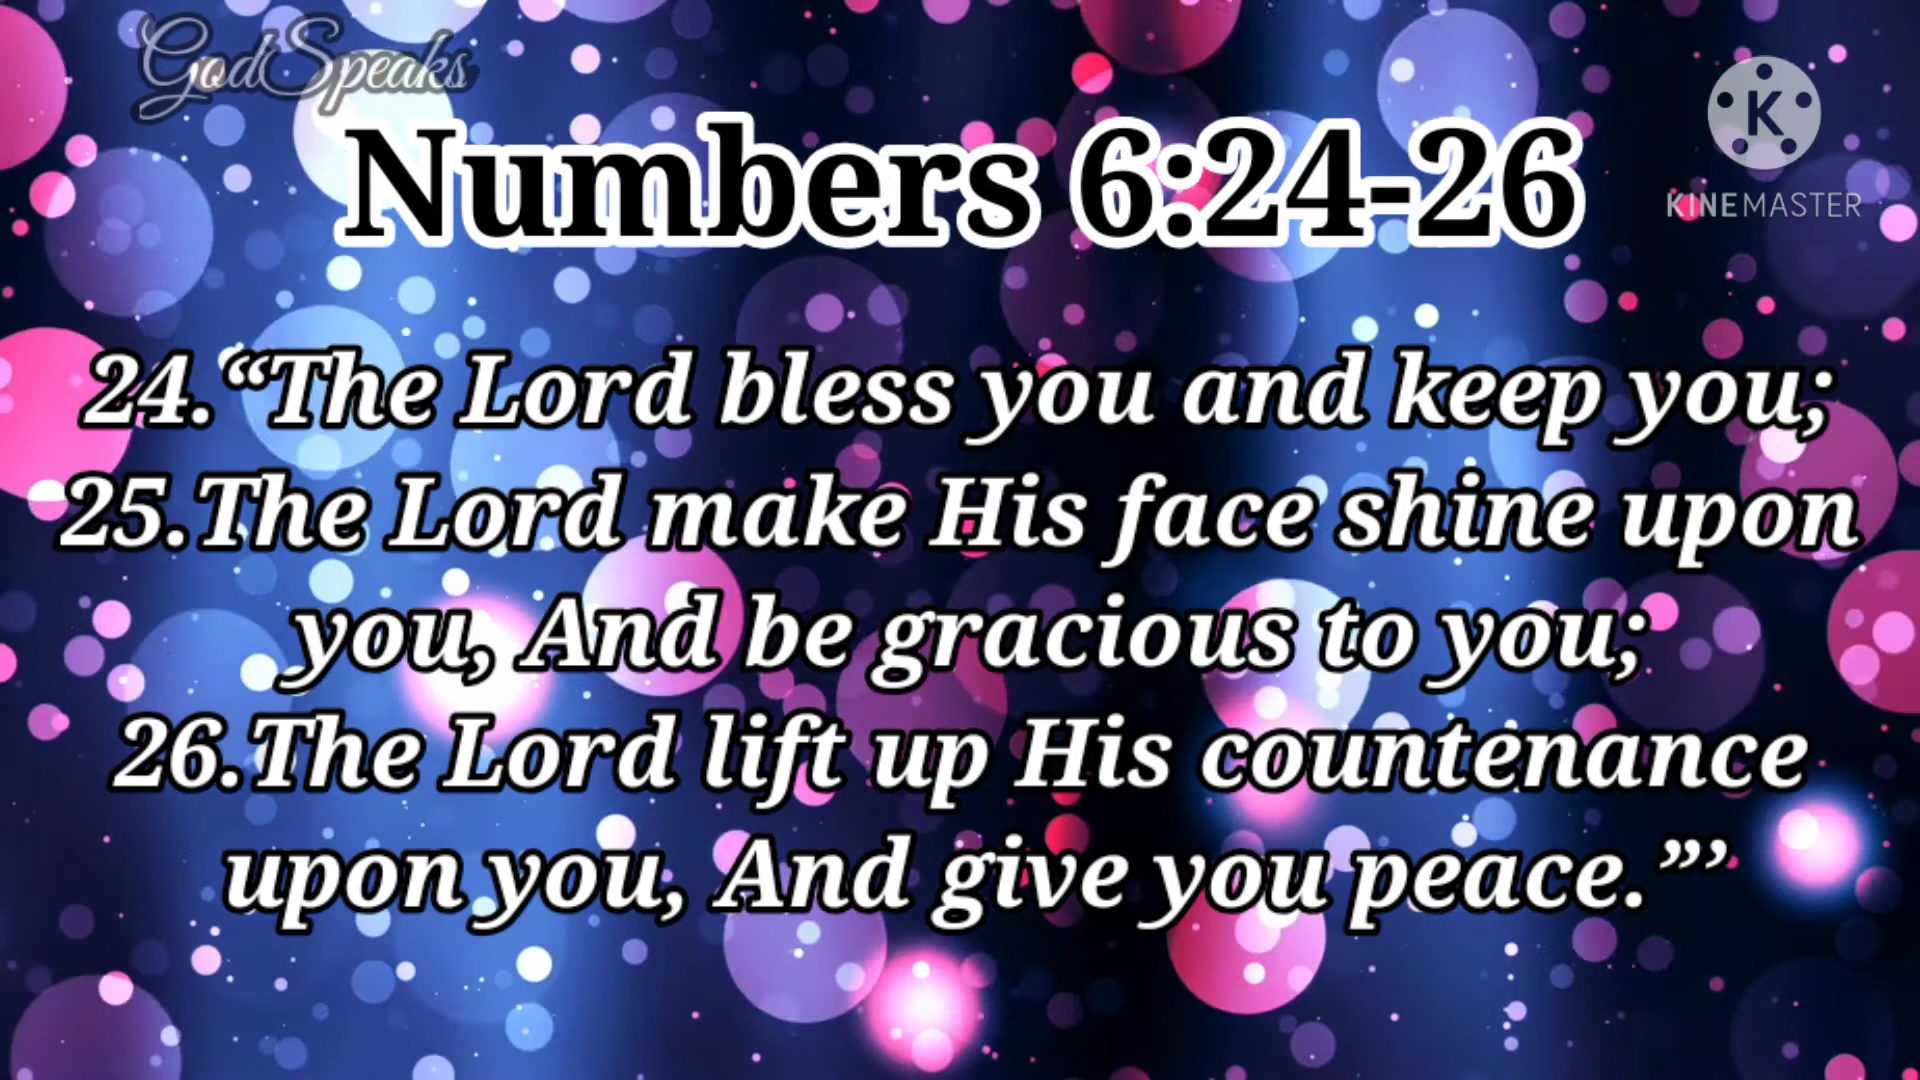 GodSpeaks
K
KINEMASTER
Numbers 6:24-26
24.“The Lord bless you and keep you;
25.The Lord make His face shine upon
you, And be gracious to you;
26.The Lord lift up His countenance
upon you, And give you peace.”’